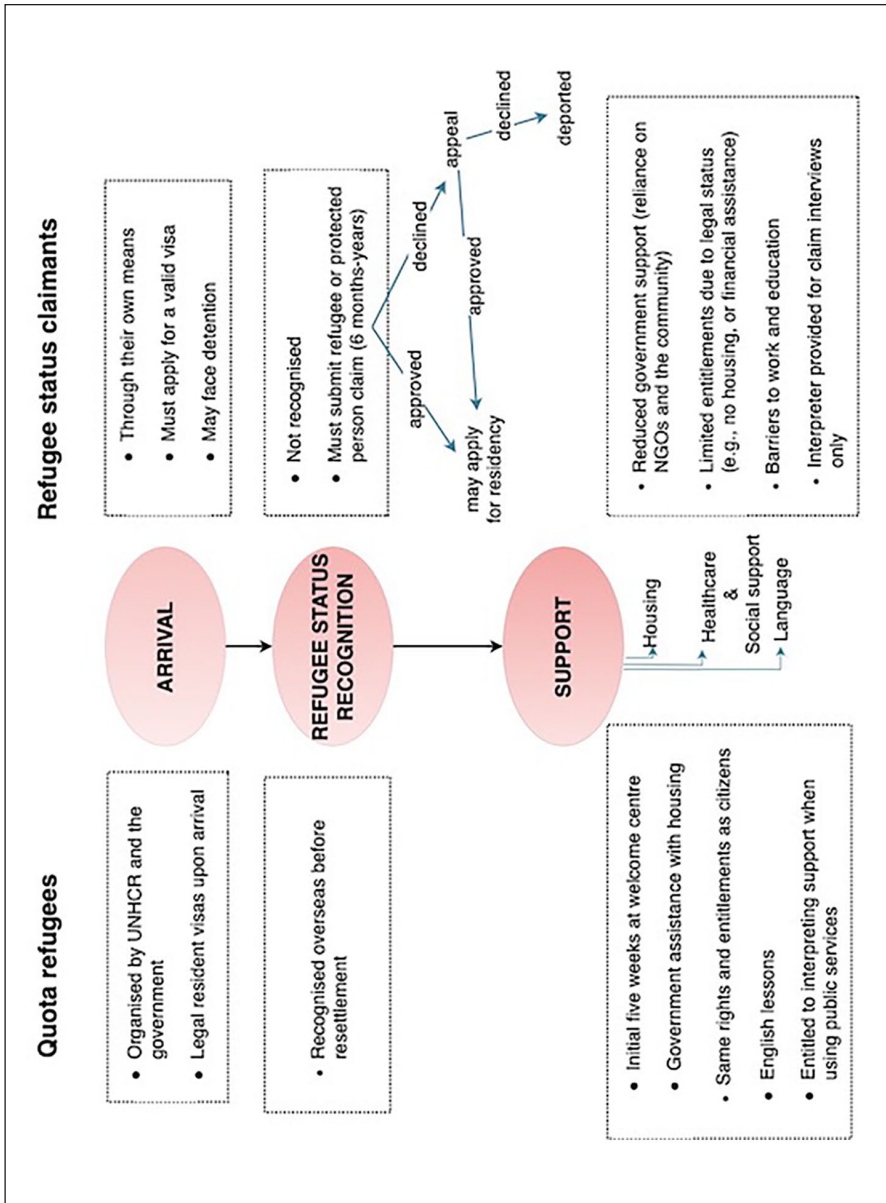 Quota refugees
Refugee status claimants
● Organised by UNHCR and the
government
● Legal resident visas upon arrival
ARRIVAL
● Through their own means
● Must apply for a valid visa
● May face detention
• Recognised overseas before
resettlement
REFUGEE STATUS
RECOGNITION
● Not recognised
● Must submit refugee or protected
person claim (6 months-years)
approved
declined
may apply
for residency
approved
appeal
declined
deported
● Initial five weeks at welcome centre
● Government assistance with housing
• Same rights and entitlements as citizens
● English lessons
● Entitled to interpreting support when
using public services
SUPPORT
Housing
Healthcare
&
Social support
Language
• Reduced government support (reliance on
NGOs and the community)
• Limited entitlements due to legal status
(e.g., no housing, or financial assistance)
• Barriers to work and education
• Interpreter provided for claim interviews
only